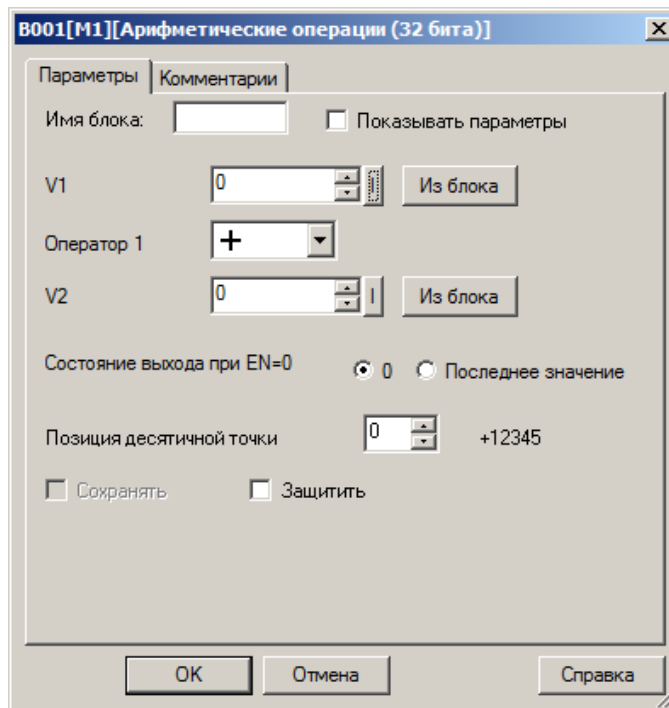 B001[M1][Арифметические операции (32 бита)]
Параметры Комментарии
Имя блока: Показывать параметры
V1 0 I Из блока
Оператор 1 +
V2 0 I Из блока
Состояние выхода при EN=0 0 Последнее значение
Позиция десятичной точки 0 +12345
Сохранять Защитить
OK Отмена Справка